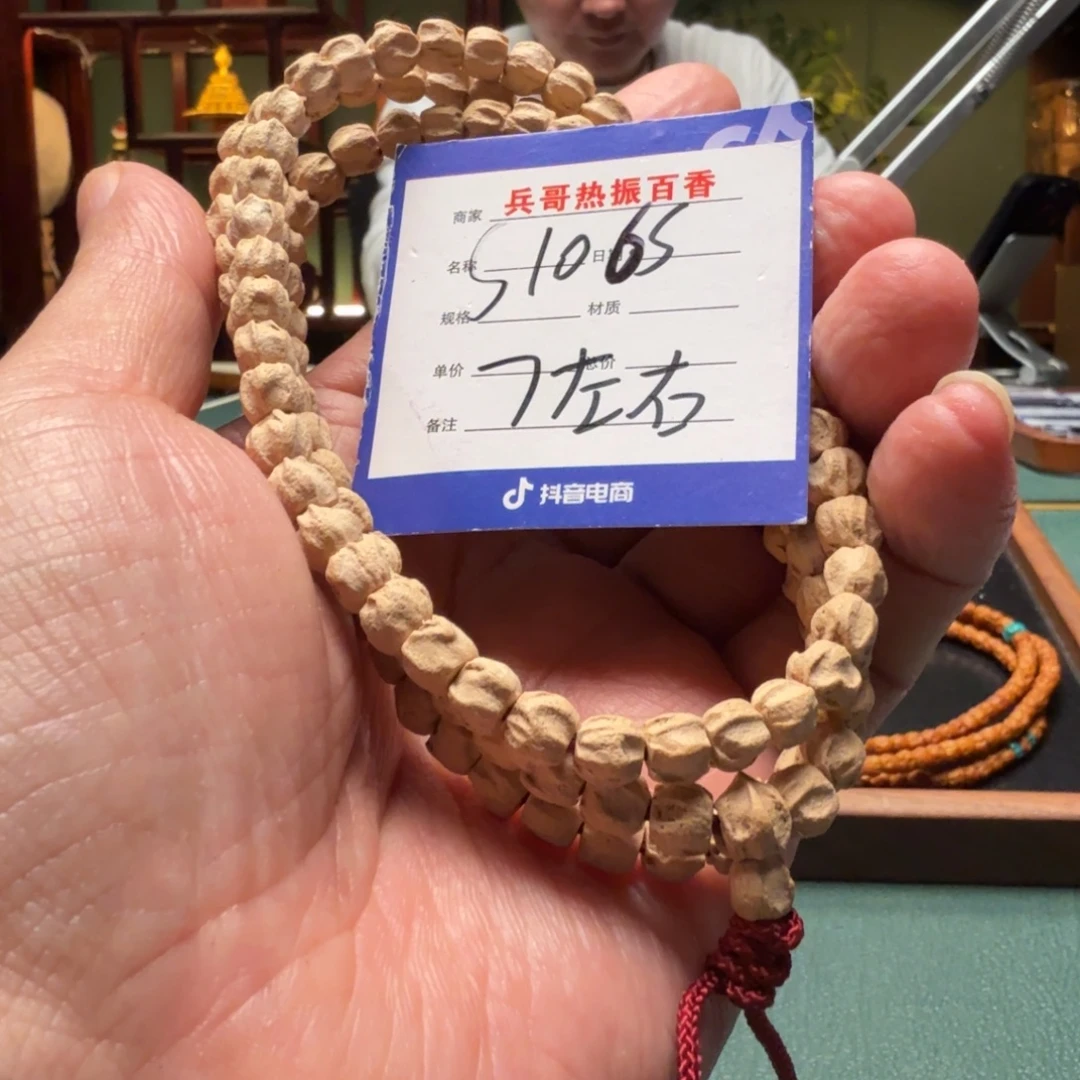 商家 兵哥热振百香
名称 S1065 日
规格 材质
单价 7左右 总价
备注
抖音电商